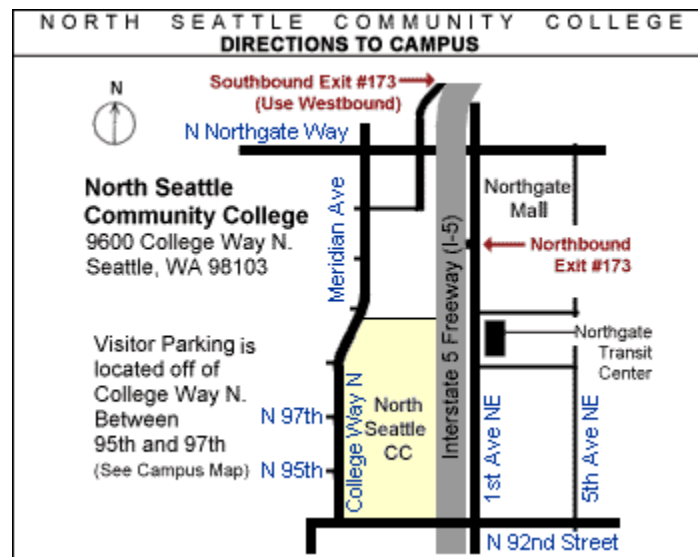 NORTH SEATTLE COMMUNITY COLLEGE
DIRECTIONS TO CAMPUS
Southbound Exit #173
(Use Westbound)
N
N Northgate Way
North Seattle
Community College
9600 College Way N.
Seattle, WA 98103
Meridian Ave
Interstate 5 Freeway (I-5)
Northgate
Mall
Northbound
Exit #173
Visitor Parking is
located off of
College Way N.
Between
95th and 97th
(See Campus Map)
N 97th
N 95th
College Way N
North
Seattle
CC
1st Ave NE
5th Ave NE
Northgate
Transit
Center
N 92nd Street